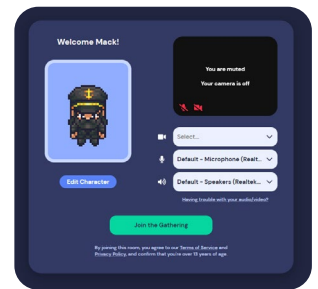 Welcome Mack!
You are muted
Your camera is off
Select...
Default - Microphone (Realt...
Default - Speakers (Realtek...
Edit Character
Having trouble with your audio/video?
Join the Gathering
By joining this room, you agree to our Terms of Service and
Privacy Policy, and confirm that you're over 13 years of age.